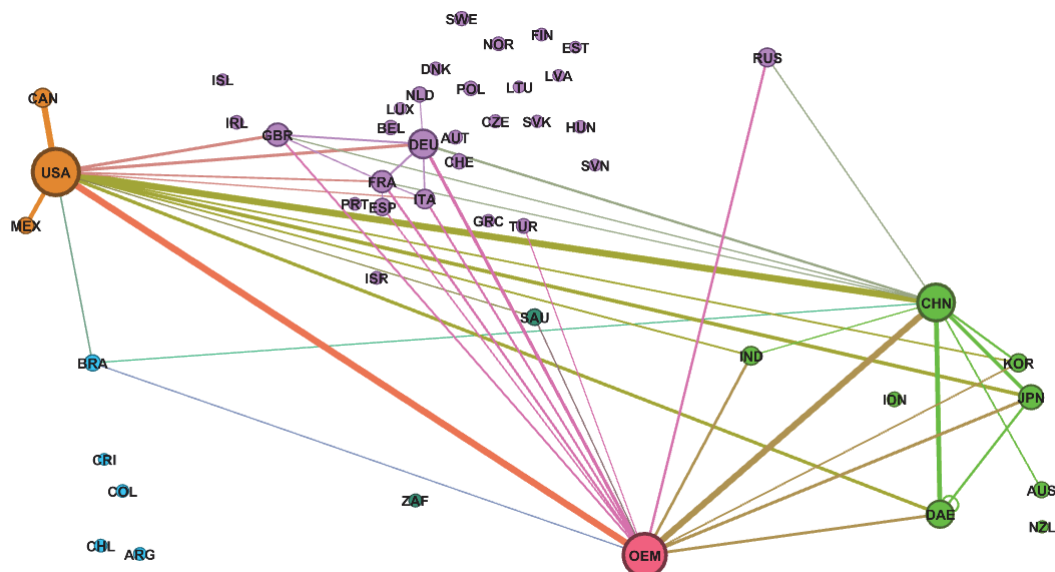 SWE
FIN
NOR
EST
RUS
DNK
LVA
ISL
POL
LTU
NLD
CAN
LUX
IRL
BEL
CZE
SVK
HUN
GBR
AUT
DEU
CHE
SVN
USA
FRA
ITA
PRT
ESP
GRC
TUR
MEX
ISR
CHN
SAU
IND
BRA
KOR
IDN
JPN
CRI
COL
AUS
ZAF
DAE
NZL
CHL
ARG
OEM